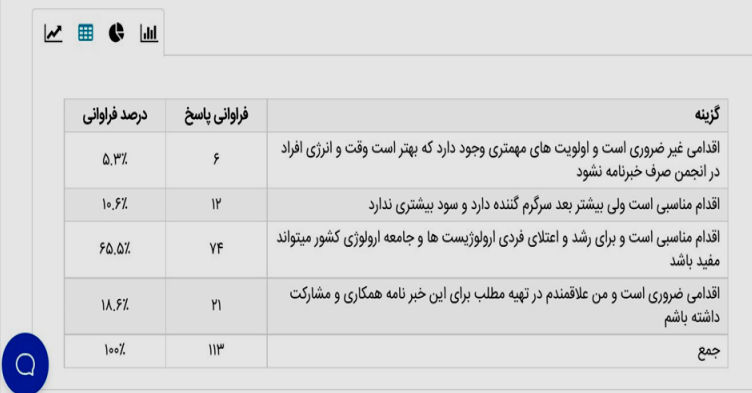 گزینه	فراوانی پاسخ	درصد فراوانی
اقدامی غیر ضروری است و اولویت های مهمتری وجود دارد که بهتر است وقت و انرژی افراد
در انجمن صرف خبرنامه نشود	۶	۵.۳٪
اقدام مناسبی است ولی بیشتر بعد سرگرم گننده دارد و سود بیشتری ندارد	۱۲	۱۰.۶٪
اقدام مناسبی است و برای رشد و اعتلای فردی ارولوژیست ها و جامعه ارولوژی کشور میتواند
مفید باشد	۷۴	۶۵.۵٪
اقدامی ضروری است و من علاقمندم در تهیه مطلب برای این خبر نامه همکاری و مشارکت
داشته باشم	۲۱	۱۸.۶٪
جمع	۱۱۳	۱۰۰٪